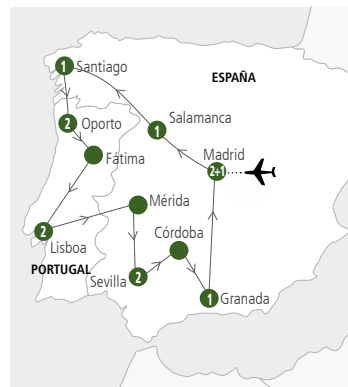 1 Santiago
ESPAÑA
2 Oporto
1 Salamanca
Fátima
Madrid
2+1
Mérida
2 Lisboa
Córdoba
PORTUGAL
Sevilla 2
1 Granada